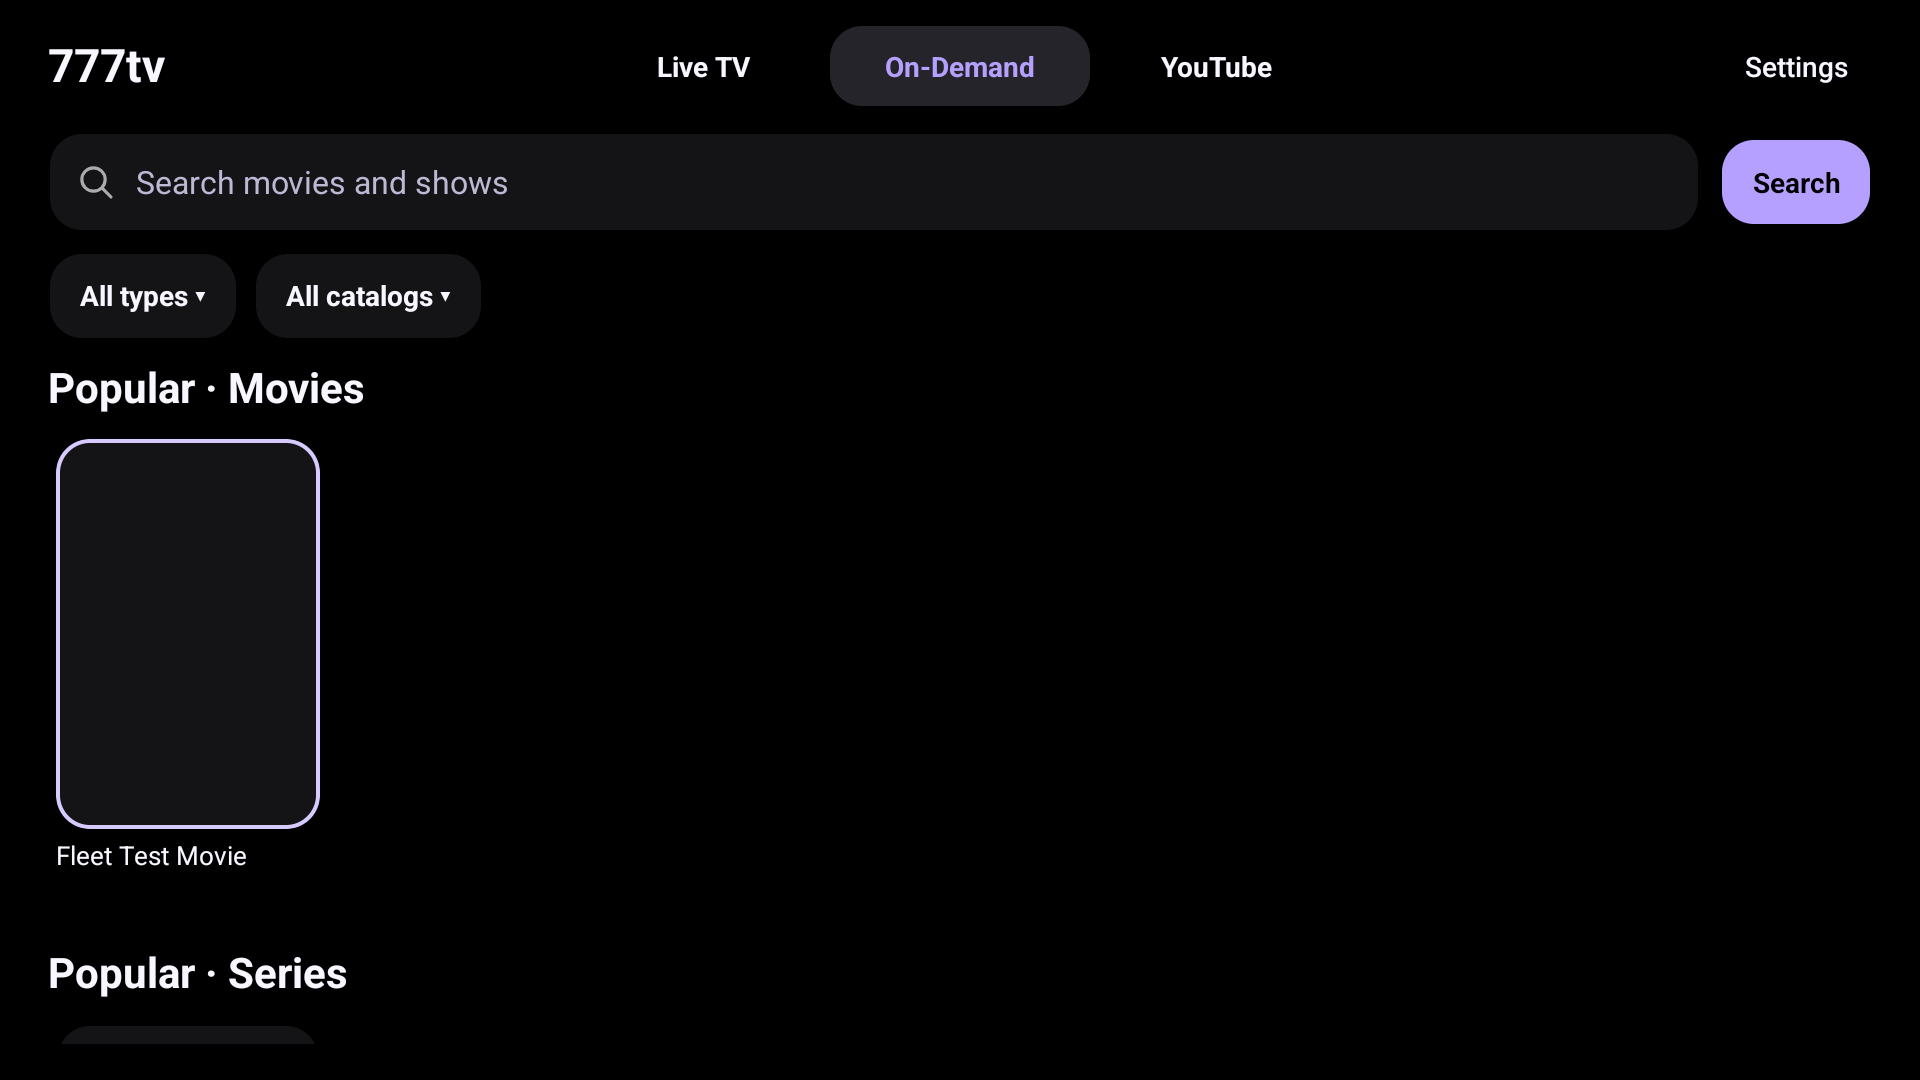 777tv
Live TV
On-Demand
YouTube
Settings
Search movies and shows
Search
All types ▾
All catalogs ▾
Popular · Movies
Fleet Test Movie
Popular · Series